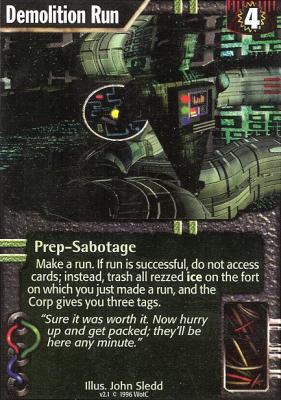 Demolition Run
4
Prep-Sabotage
Make a run. If run is successful, do not access
cards; instead, trash all rezzed ice on the fort
on which you just made a run, and the
Corp gives you three tags.
"Sure it was worth it. Now hurry
up and get packed; they'll be
here any minute."
Illus. John Sledd
v2.1 © 1996 WotC